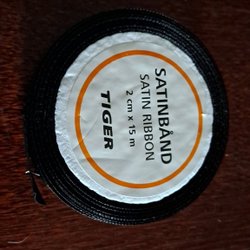 SATINBÅND
SATIN RIBBON
2 cm x 15 m
TIGER